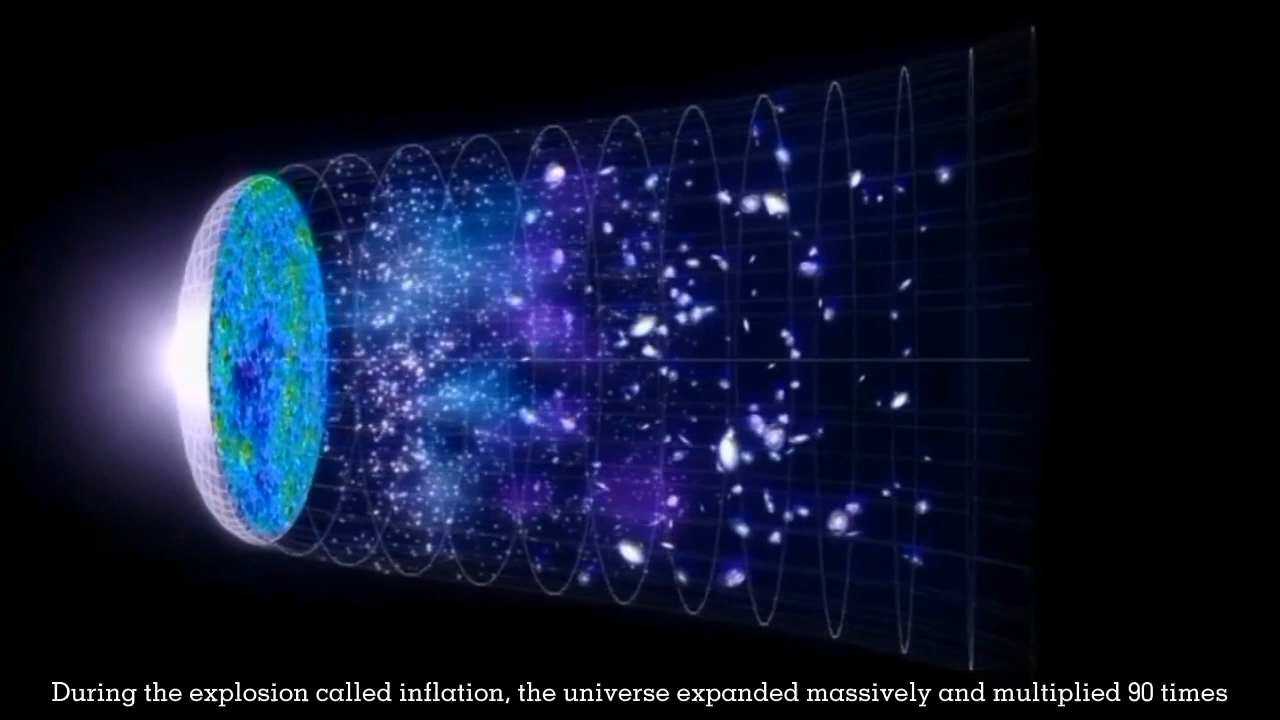 During the explosion called inflation, the universe expanded massively and multiplied 90 times